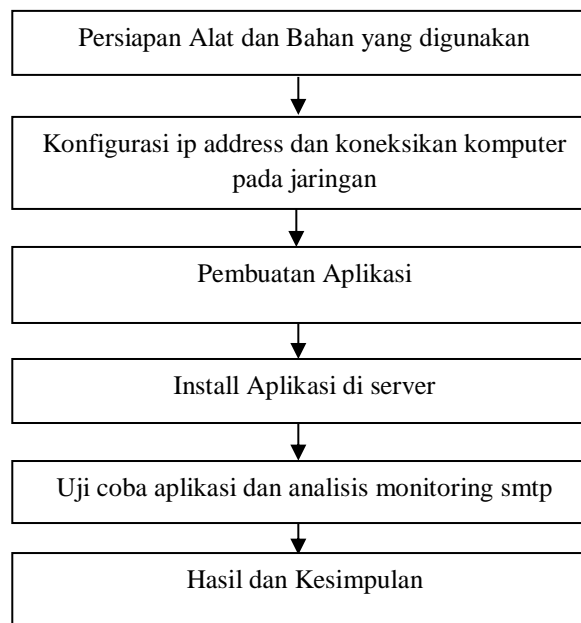 Persiapan Alat dan Bahan yang digunakan
Konfigurasi ip address dan koneksikan komputer
pada jaringan
Pembuatan Aplikasi
Install Aplikasi di server
Uji coba aplikasi dan analisis monitoring smtp
Hasil dan Kesimpulan